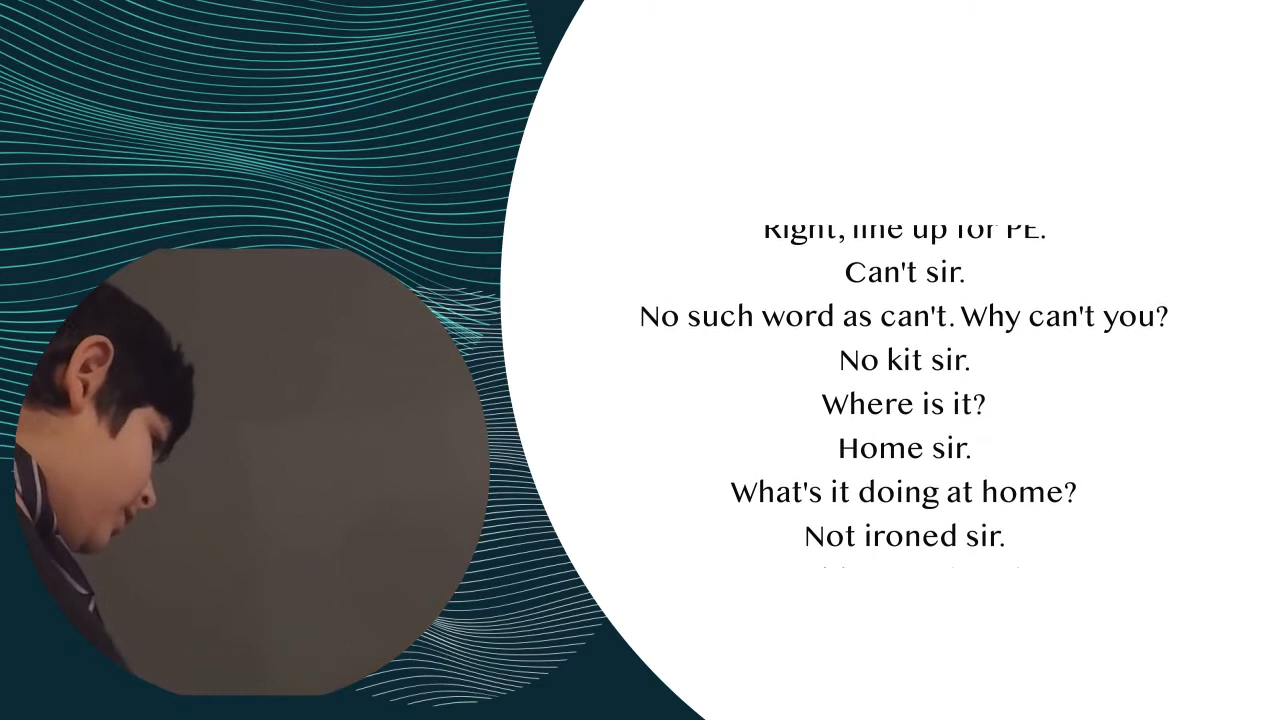 Right, line up for PE.
Can't sir.
No such word as can't. Why can't you?
No kit sir.
Where is it?
Home sir.
What's it doing at home?
Not ironed sir.